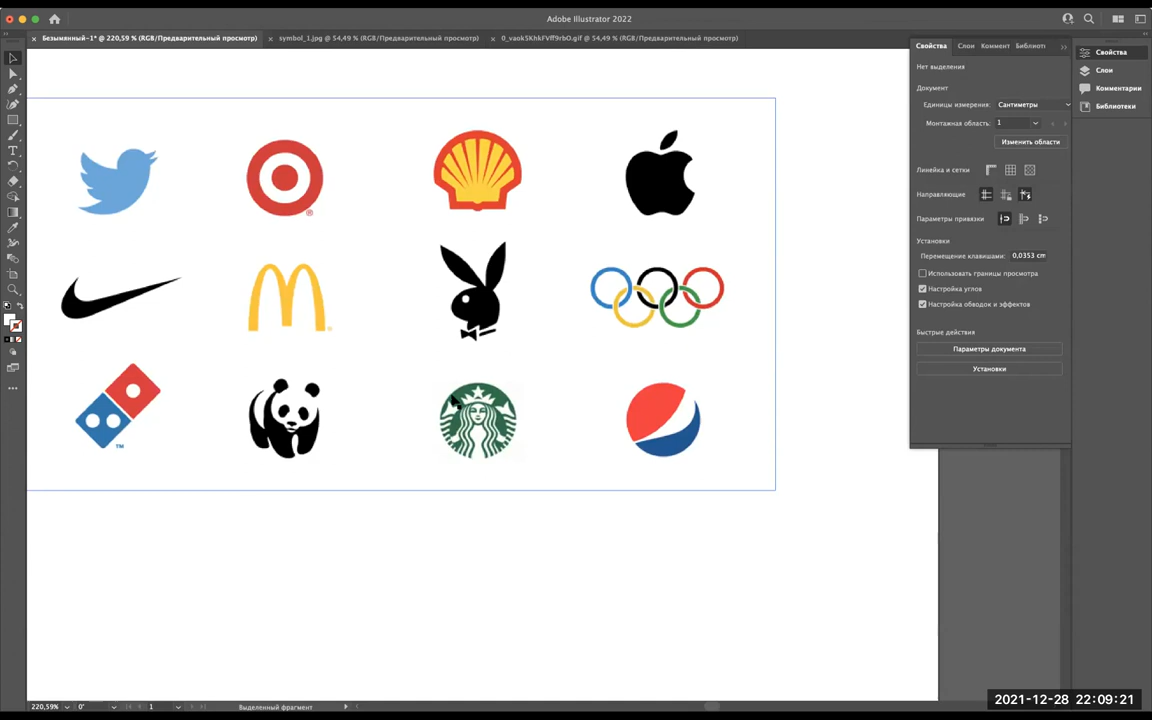 Adobe Illustrator 2022
× Безымянный-1* @ 220,59 % (RGB/Предварительный просмотр)
× symbol_1.jpg @ 54,49 % (RGB/Предварительный просмотр)
× 0_vaokSKhkFVff9rbO.gif @ 54,49 % (RGB/Предварительный просмотр)
Свойства Слои Коммент Библиоті
Нет выделения
Документ
Единицы измерения: Сантиметры
Монтажная область: 1
Изменить области
Линейка и сетки
Направляющие
Параметры привязки
Установки
Перемещение клавишами: 0,0353 cm
Использовать границы просмотра
Настройка углов
Настройка обводок и эффектов
Быстрые действия
Параметры документа
Установки
Свойства
Слои
Комментарии
Библиотеки
®
TM
220,59% 0° 1 Выделенный фрагмент
2021-12-28 22:09:21